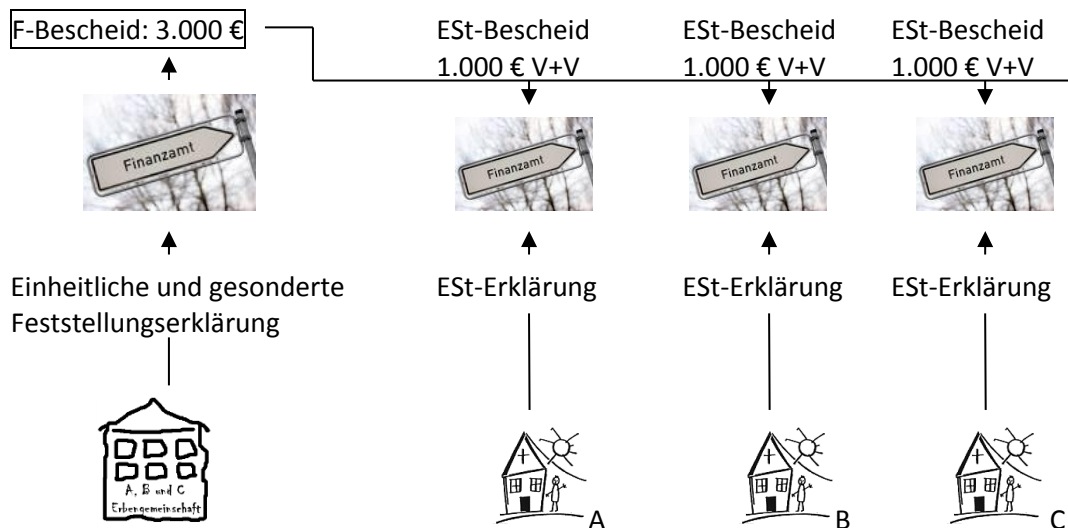 F-Bescheid: 3.000 €
ESt-Bescheid
1.000 € V+V
ESt-Bescheid
1.000 € V+V
ESt-Bescheid
1.000 € V+V
Finanzamt
Finanzamt
Finanzamt
Finanzamt
Einheitliche und gesonderte
Feststellungserklärung
ESt-Erklärung
ESt-Erklärung
ESt-Erklärung
A, B und C
Erbengemeinschaft
A
B
C